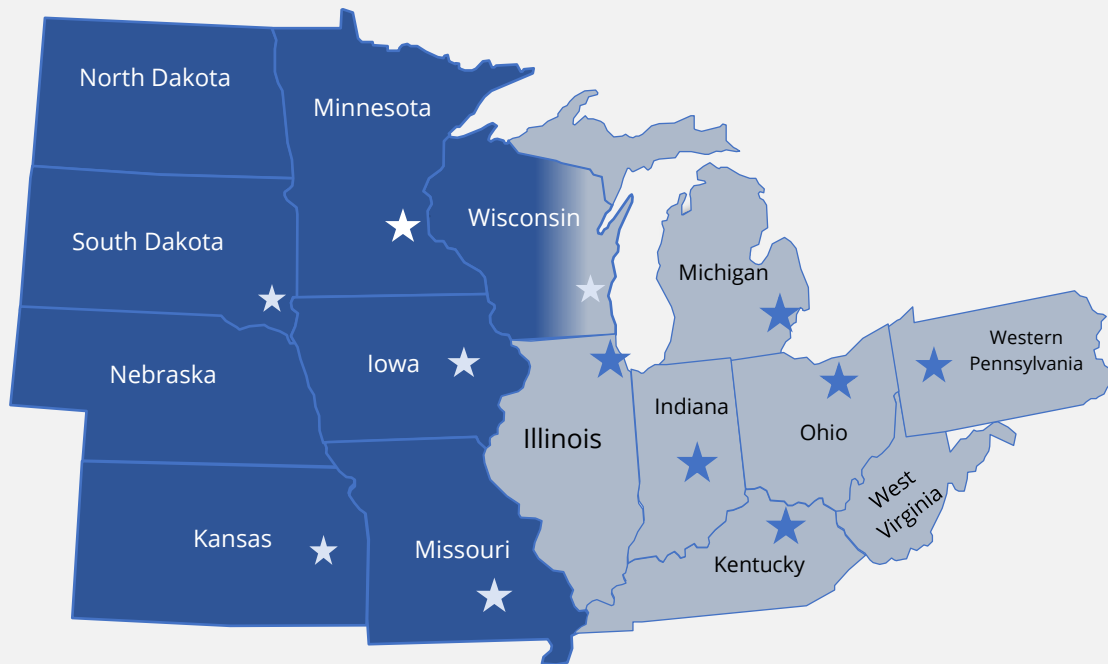 North Dakota
Minnesota
South Dakota
Wisconsin
Michigan
Nebraska
Iowa
Western
Pennsylvania
Indiana
Illinois
Ohio
West
Virginia
Kansas
Missouri
Kentucky